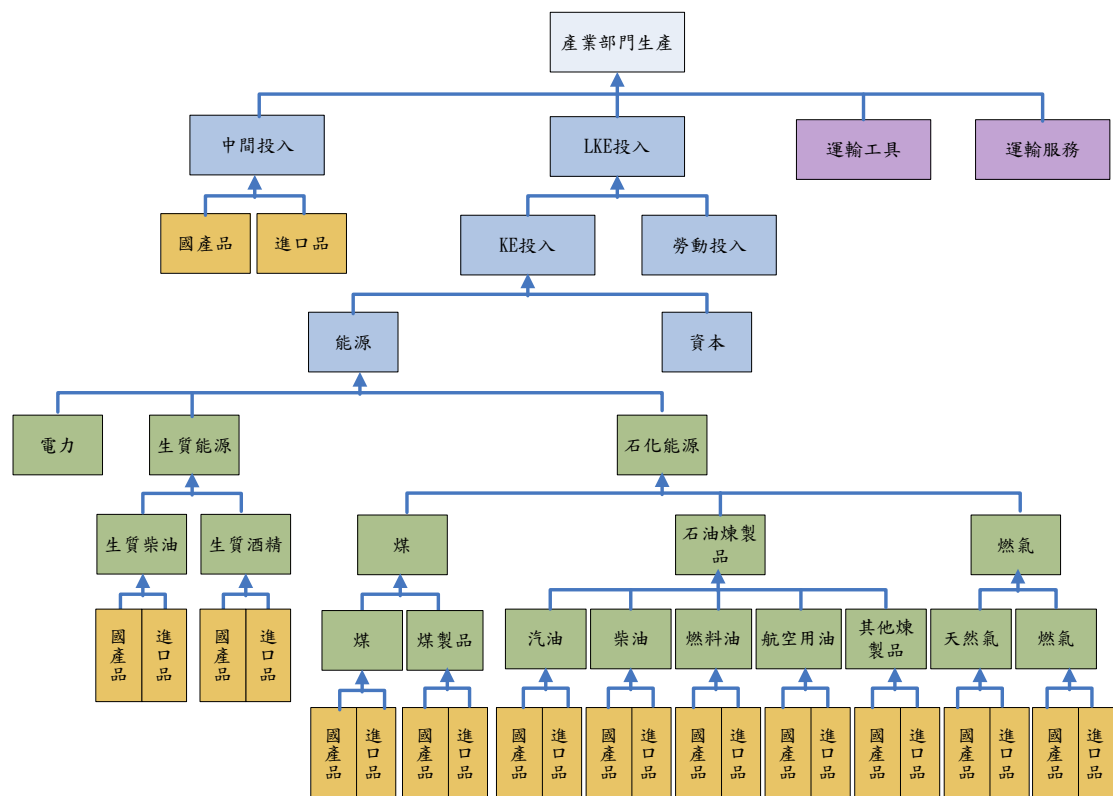 產業部門生產
中間投入
LKE投入
運輸工具
運輸服務
國產品
進口品
KE投入
勞動投入
能源
資本
電力
生質能源
石化能源
生質柴油
生質酒精
煤
石油煉製
品
燃氣
國產品
進口品
國產品
進口品
煤
煤製品
汽油
柴油
燃料油
航空用油
其他煉
製品
天然氣
燃氣
國產品
進口品
國產品
進口品
國產品
進口品
國產品
進口品
國產品
進口品
國產品
進口品
國產品
進口品
國產品
進口品
國產品
進口品